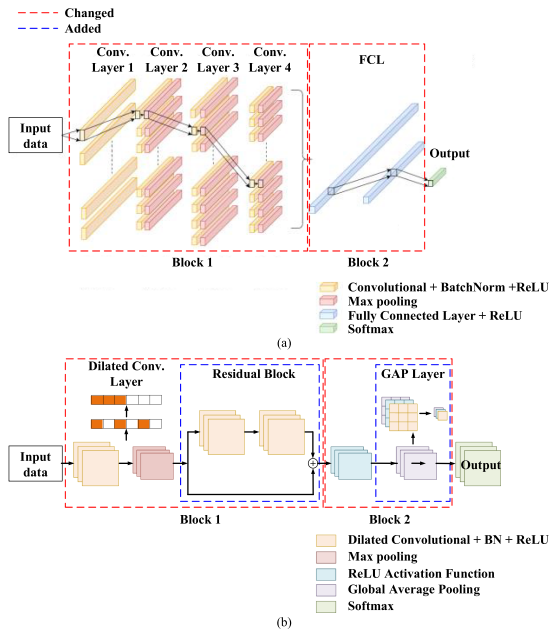 Changed
Added
Conv. Layer 1
Conv. Layer 2
Conv. Layer 3
Conv. Layer 4
FCL
Input data
Output
Block 1
Block 2
Convolutional + BatchNorm +ReLU
Max pooling
Fully Connected Layer + ReLU
Softmax
(a)
Dilated Conv. Layer
Residual Block
GAP Layer
Input data
Output
Block 1
Block 2
Dilated Convolutional + BN + ReLU
Max pooling
ReLU Activation Function
Global Average Pooling
Softmax
(b)